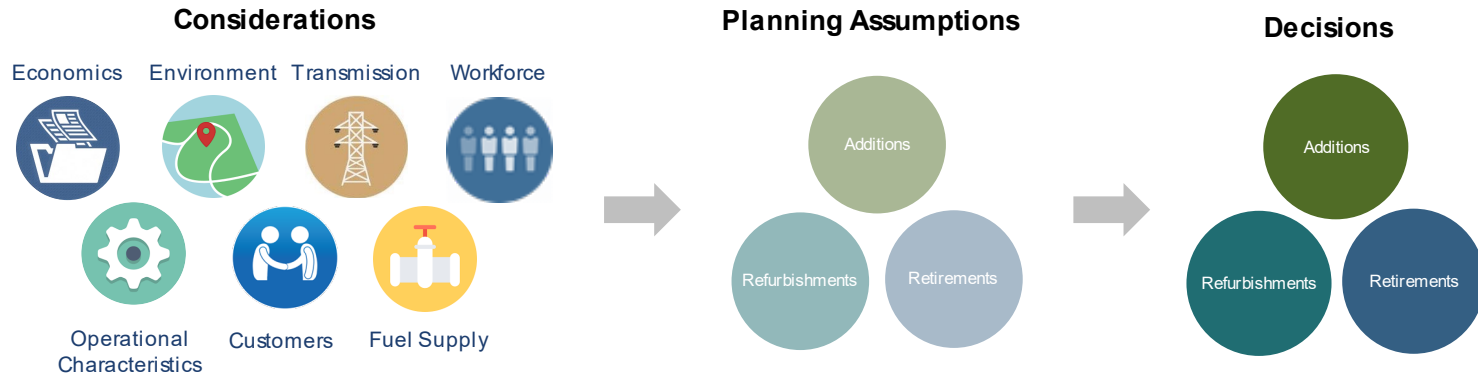 Considerations
Planning Assumptions
Decisions
Economics
Environment
Transmission
Workforce
Operational
Characteristics
Customers
Fuel Supply
Additions
Refurbishments
Retirements
Additions
Refurbishments
Retirements